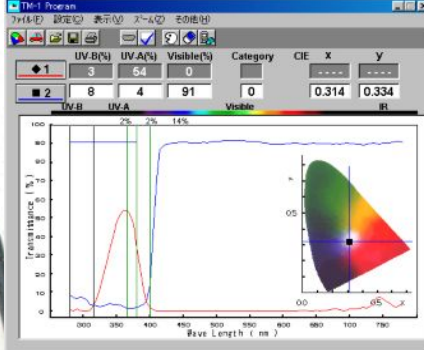 TM-1 Program
ファイル(F) 設定(C) 表示(V) ズーム(Z) その他(H)
UV-B(%) UV-A(%) Visible(%) Category CIE x y
◆ 1 3 54 0 ---- ----
■ 2 8 4 91 0 0.314 0.334
UV-B UV-A Visible IR
2% 2% 14%
100
90
80
70
60
50
40
30
20
10
0
Transmittance (%)
300 350 400 450 500 550 600 650 700 750
Wave Length ( nm )
Y
0.5
0.0 0.5 X